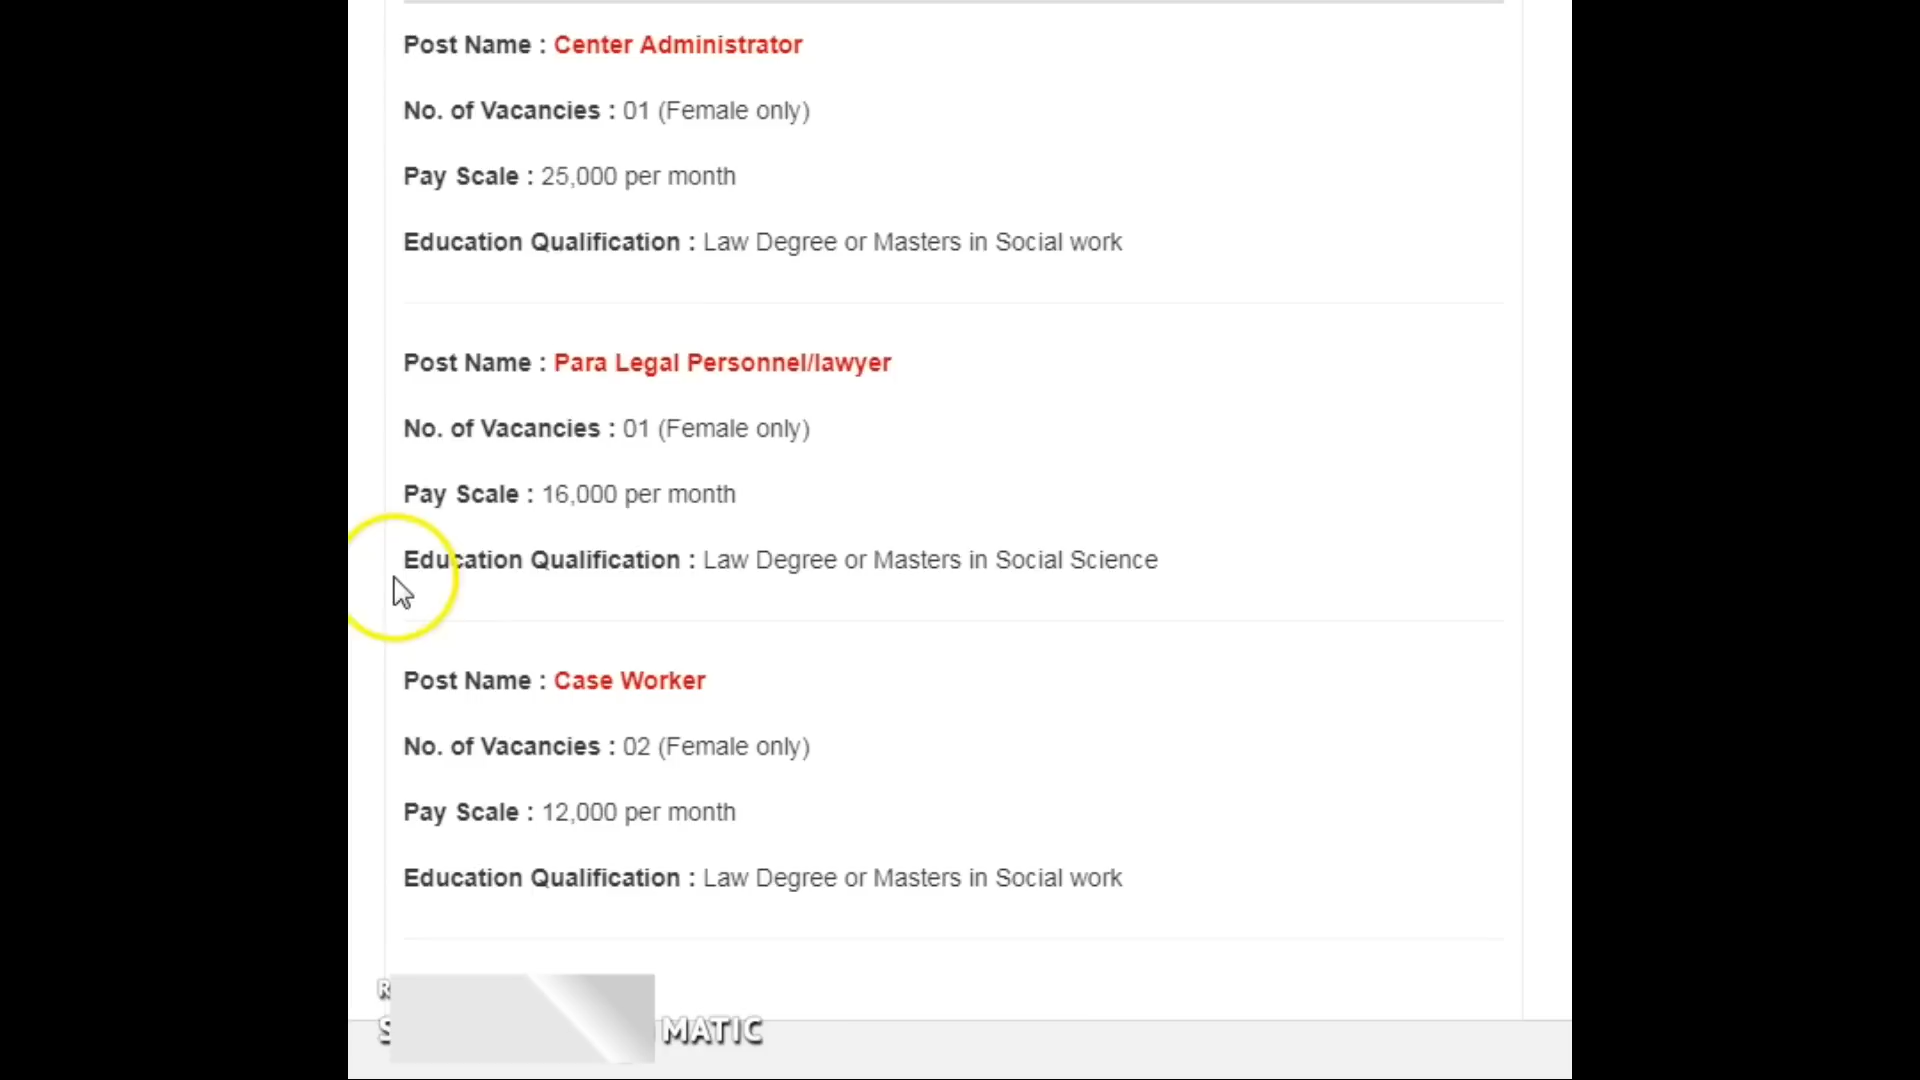 Post Name : Center Administrator
No. of Vacancies : 01 (Female only)
Pay Scale : 25,000 per month
Education Qualification : Law Degree or Masters in Social work
Post Name : Para Legal Personnel/lawyer
No. of Vacancies : 01 (Female only)
Pay Scale : 16,000 per month
Education Qualification : Law Degree or Masters in Social Science
Post Name : Case Worker
No. of Vacancies : 02 (Female only)
Pay Scale : 12,000 per month
Education Qualification : Law Degree or Masters in Social work
MATIC